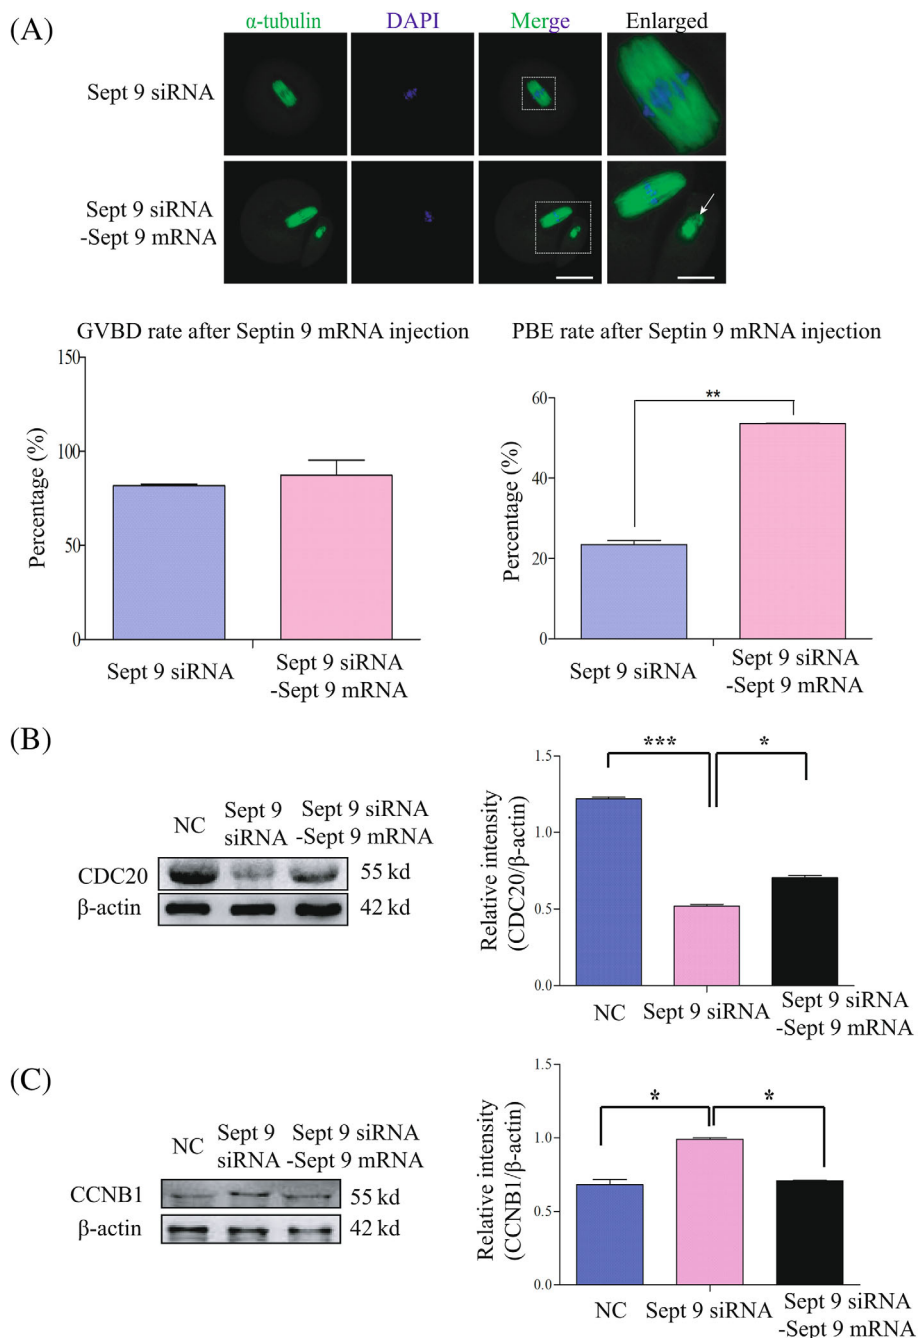 (A)
α-tubulin DAPI Merge Enlarged
Sept 9 siRNA
Sept 9 siRNA
-Sept 9 mRNA
GVBD rate after Septin 9 mRNA injection
150
100
50
0
Percentage (%)
Sept 9 siRNA
Sept 9 siRNA
-Sept 9 mRNA
PBE rate after Septin 9 mRNA injection
60
40
20
0
Percentage (%)
**
Sept 9 siRNA
Sept 9 siRNA
-Sept 9 mRNA
(B)
NC
Sept 9
siRNA
Sept 9 siRNA
-Sept 9 mRNA
CDC20 55 kd
β-actin 42 kd
Relative intensity
(CDC20/β-actin)
1.5
1.0
0.5
0.0
*** *
NC Sept 9 siRNA
Sept 9 siRNA
-Sept 9 mRNA
(C)
NC
Sept 9
siRNA
Sept 9 siRNA
-Sept 9 mRNA
CCNB1 55 kd
β-actin 42 kd
Relative intensity
(CCNB1/β-actin)
1.5
1.0
0.5
0.0
* *
NC Sept 9 siRNA
Sept 9 siRNA
-Sept 9 mRNA